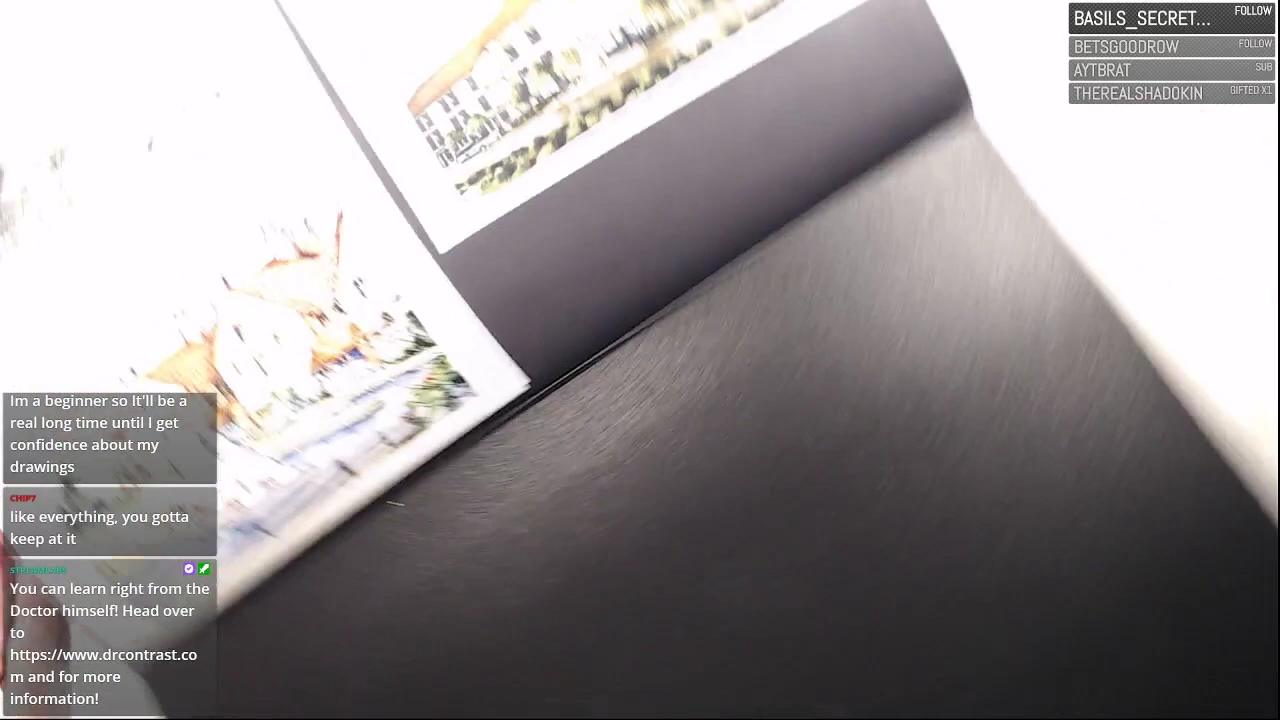 BASILS_SECRET... FOLLOW
BETSGOODROW FOLLOW
AYTBRAT SUB
THEREALSHADOKIN GIFTED X1
Im a beginner so It'll be a
real long time until I get
confidence about my
drawings
CHIP7
like everything, you gotta
keep at it
STREAMLABS
You can learn right from the
Doctor himself! Head over
to
https://www.drcontrast.co
m and for more
information!